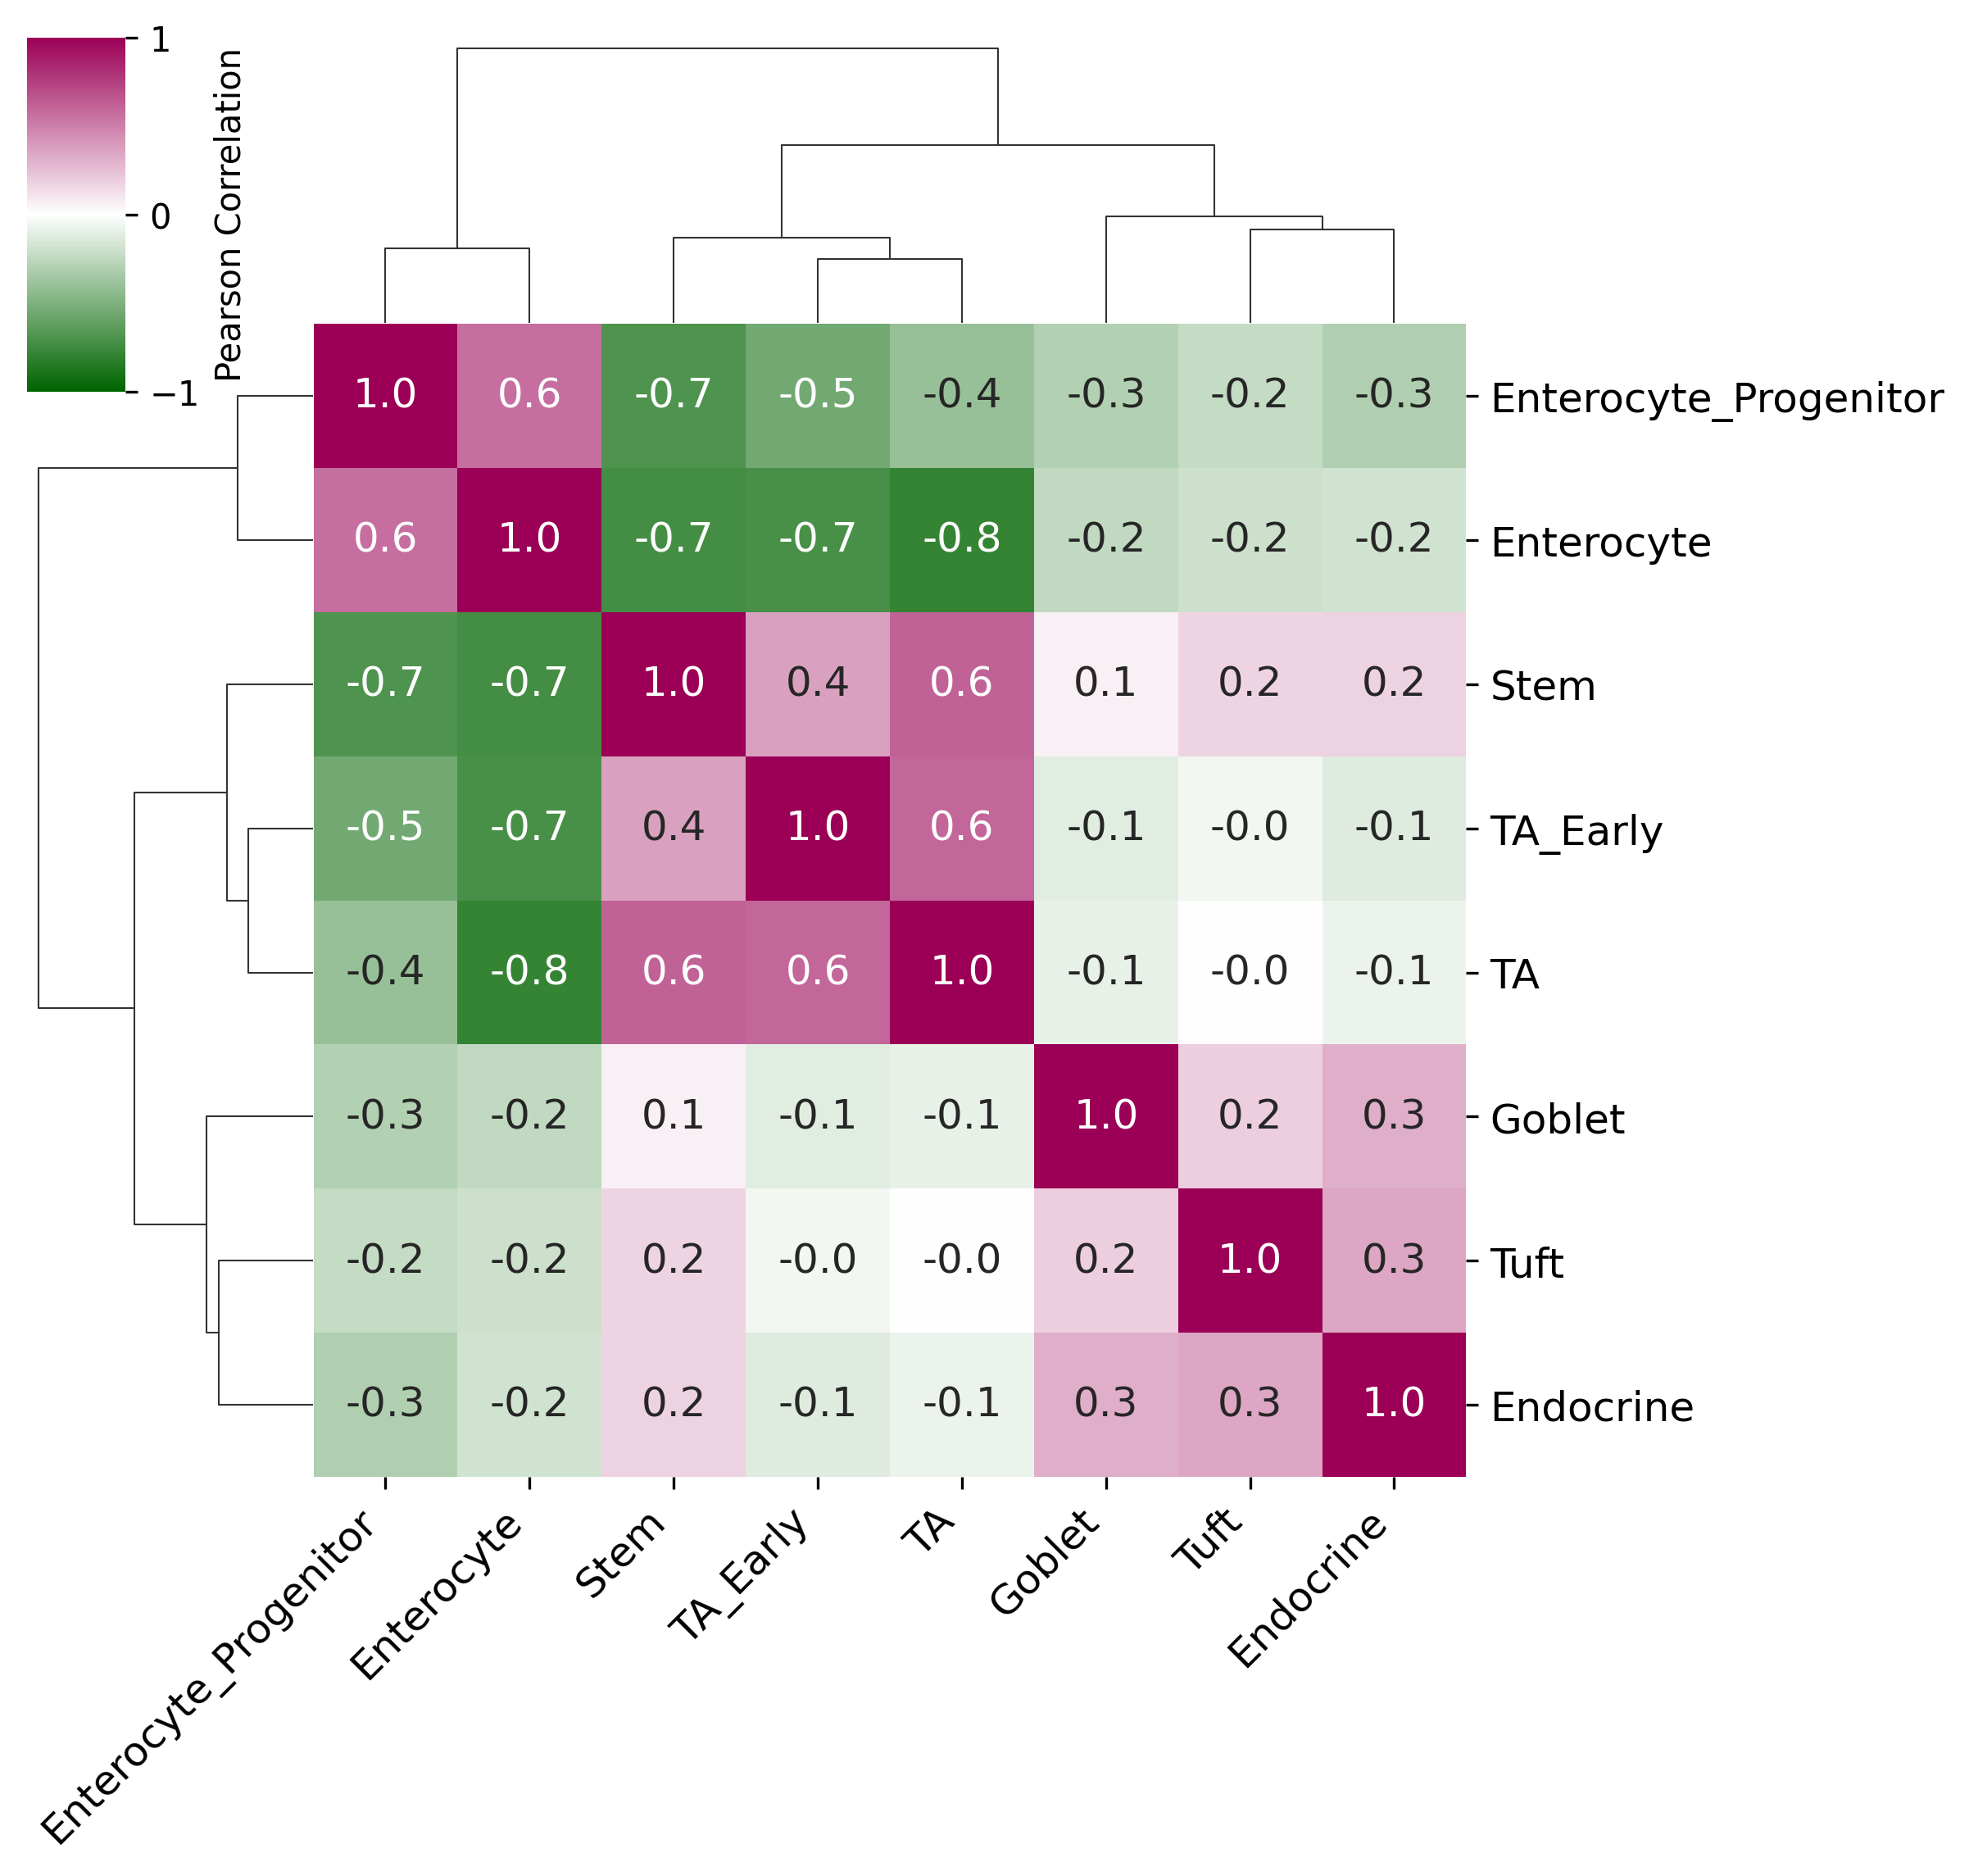 1
0
−1
Pearson Correlation
1.0 0.6 -0.7 -0.5 -0.4 -0.3 -0.2 -0.3 Enterocyte_Progenitor
0.6 1.0 -0.7 -0.7 -0.8 -0.2 -0.2 -0.2 Enterocyte
-0.7 -0.7 1.0 0.4 0.6 0.1 0.2 0.2 Stem
-0.5 -0.7 0.4 1.0 0.6 -0.1 -0.0 -0.1 TA_Early
-0.4 -0.8 0.6 0.6 1.0 -0.1 -0.0 -0.1 TA
-0.3 -0.2 0.1 -0.1 -0.1 1.0 0.2 0.3 Goblet
-0.2 -0.2 0.2 -0.0 -0.0 0.2 1.0 0.3 Tuft
-0.3 -0.2 0.2 -0.1 -0.1 0.3 0.3 1.0 Endocrine
Enterocyte_Progenitor
Enterocyte
Stem
TA_Early
TA
Goblet
Tuft
Endocrine